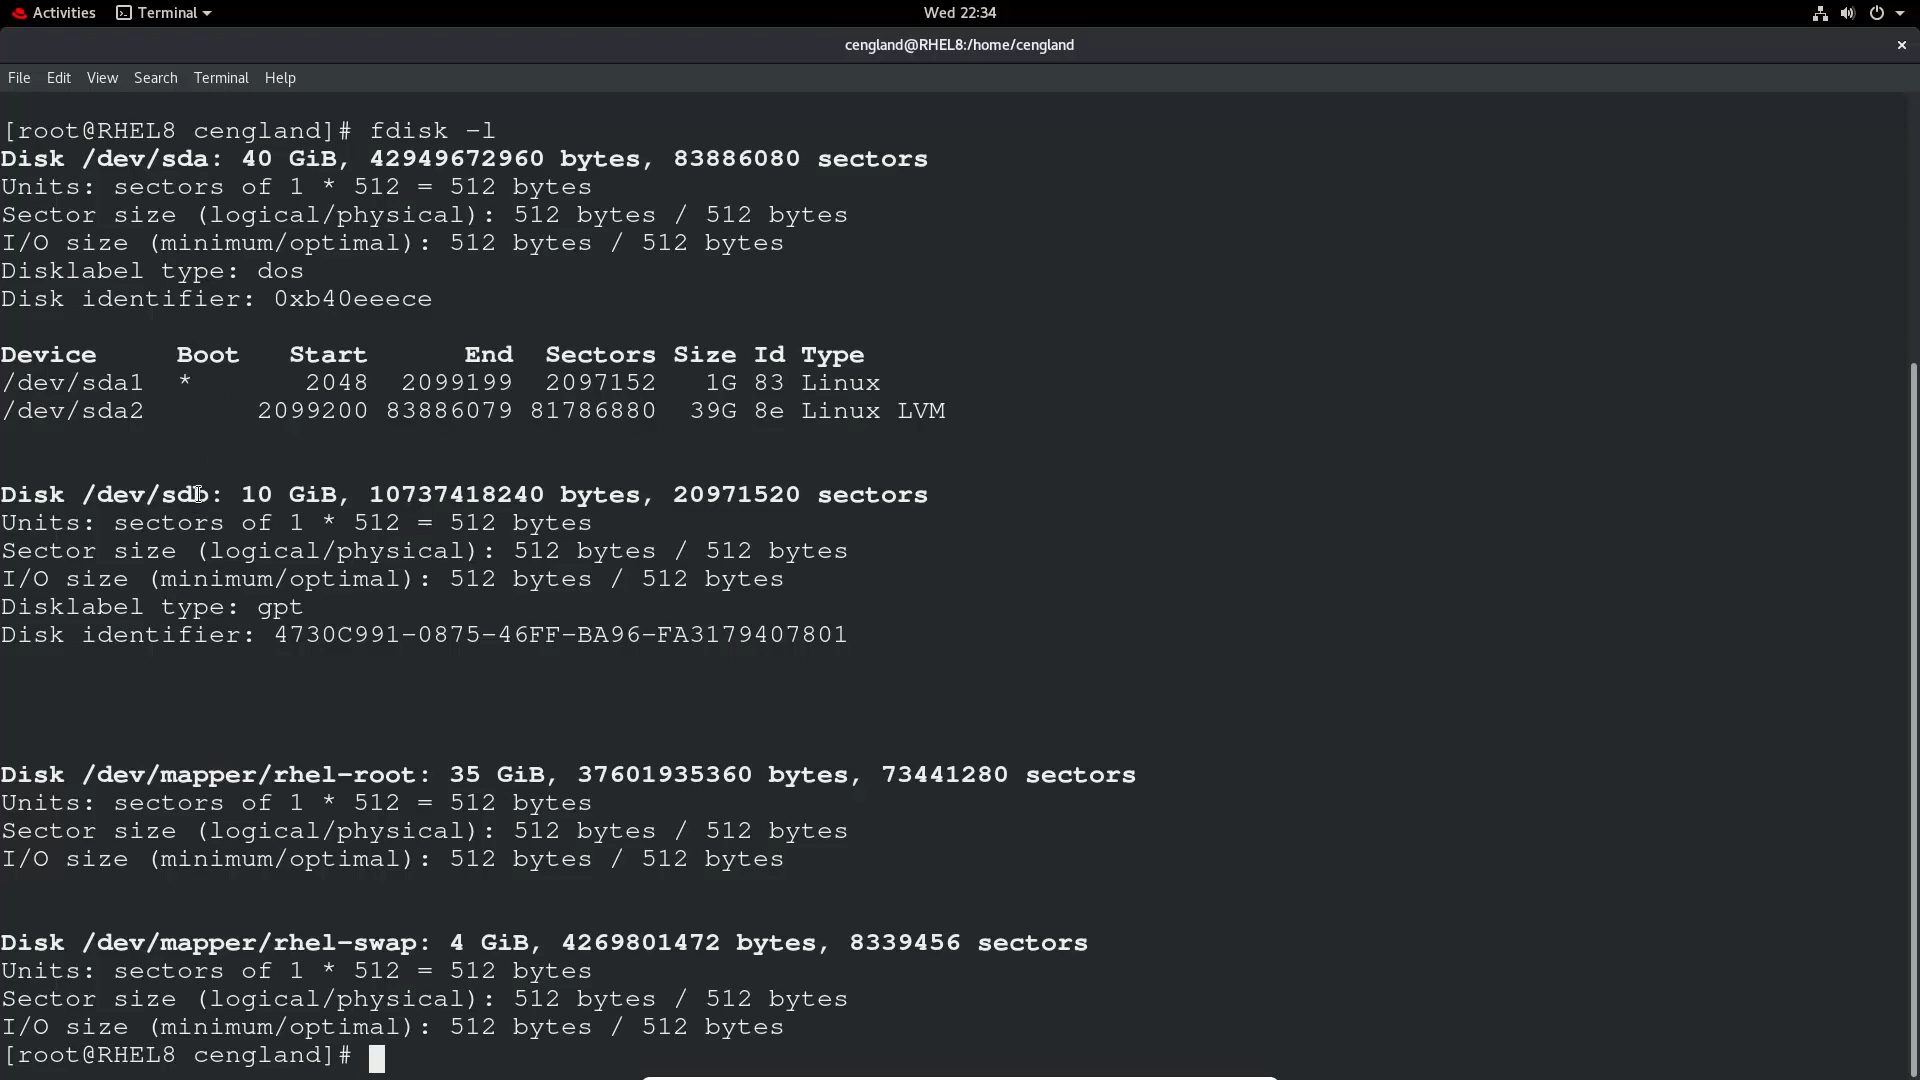 Activities Terminal Wed 22:34
cengland@RHEL8:/home/cengland
File Edit View Search Terminal Help
[root@RHEL8 cengland]# fdisk -l
Disk /dev/sda: 40 GiB, 42949672960 bytes, 83886080 sectors
Units: sectors of 1 * 512 = 512 bytes
Sector size (logical/physical): 512 bytes / 512 bytes
I/O size (minimum/optimal): 512 bytes / 512 bytes
Disklabel type: dos
Disk identifier: 0xb40eeece
Device     Boot   Start      End  Sectors Size Id Type
/dev/sda1  *       2048  2099199  2097152   1G 83 Linux
/dev/sda2       2099200 83886079 81786880  39G 8e Linux LVM
Disk /dev/sdb: 10 GiB, 10737418240 bytes, 20971520 sectors
Units: sectors of 1 * 512 = 512 bytes
Sector size (logical/physical): 512 bytes / 512 bytes
I/O size (minimum/optimal): 512 bytes / 512 bytes
Disklabel type: gpt
Disk identifier: 4730C991-0875-46FF-BA96-FA3179407801
Disk /dev/mapper/rhel-root: 35 GiB, 37601935360 bytes, 73441280 sectors
Units: sectors of 1 * 512 = 512 bytes
Sector size (logical/physical): 512 bytes / 512 bytes
I/O size (minimum/optimal): 512 bytes / 512 bytes
Disk /dev/mapper/rhel-swap: 4 GiB, 4269801472 bytes, 8339456 sectors
Units: sectors of 1 * 512 = 512 bytes
Sector size (logical/physical): 512 bytes / 512 bytes
I/O size (minimum/optimal): 512 bytes / 512 bytes
[root@RHEL8 cengland]#